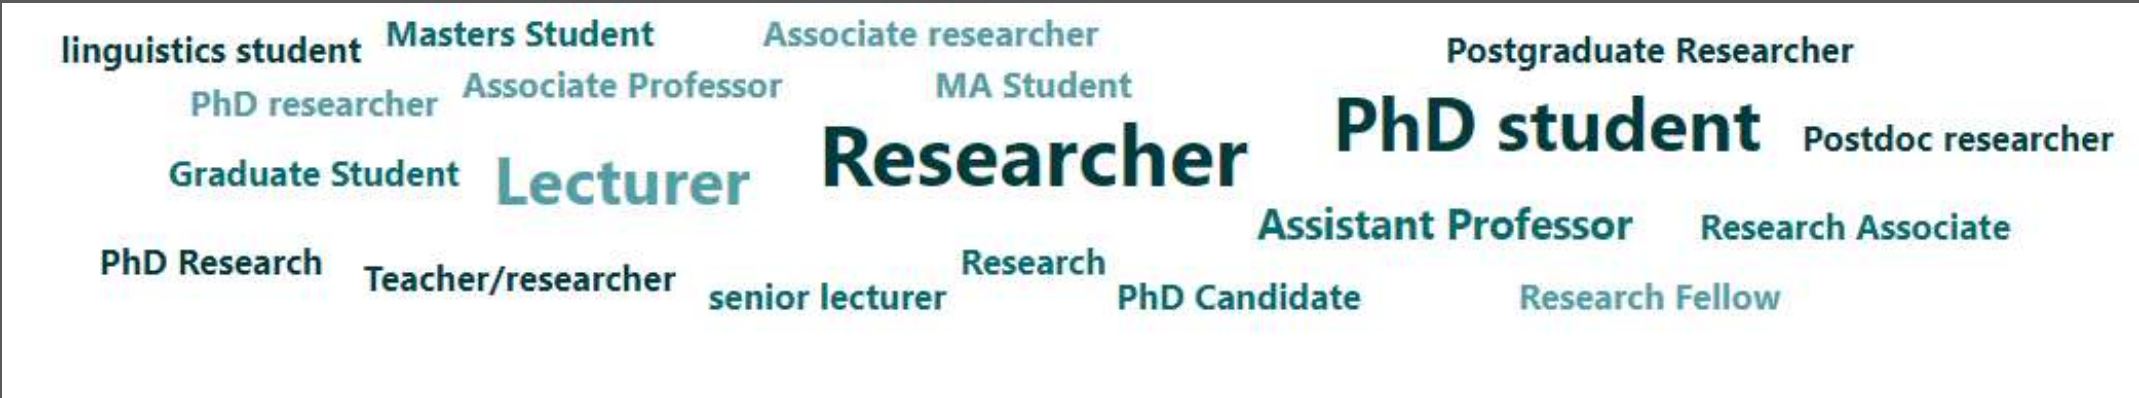 linguistics student
Masters Student
Associate researcher
Postgraduate Researcher
PhD researcher
Associate Professor
MA Student
PhD student
Postdoc researcher
Graduate Student
Lecturer
Researcher
Assistant Professor
Research Associate
PhD Research
Teacher/researcher
senior lecturer
Research
PhD Candidate
Research Fellow